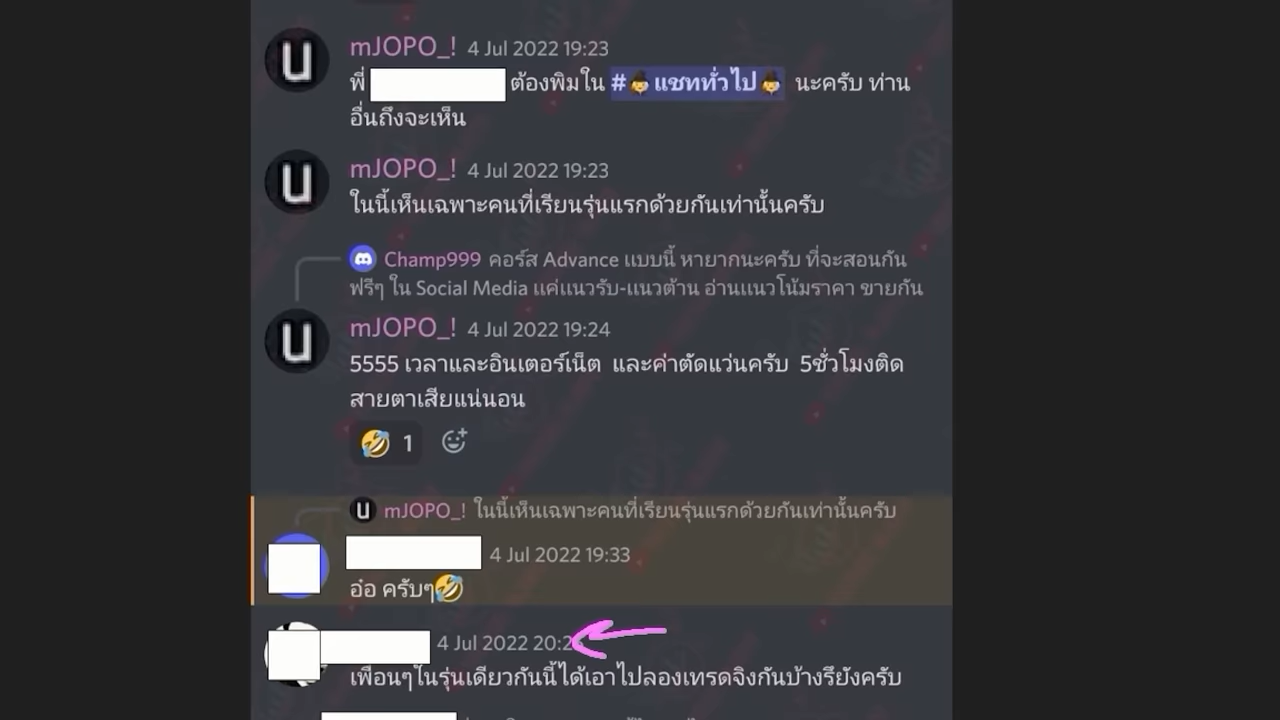 mJOPO_! 4 Jul 2022 19:23
พี่ ต้องพิมใน #แชททั่วไป นะครับ ท่าน
อื่นถึงจะเห็น
mJOPO_! 4 Jul 2022 19:23
ในนี้เห็นเฉพาะคนที่เรียนรุ่นแรกด้วยกันเท่านั้นครับ
Champ999 คอร์ส Advance แบบนี้ หายากนะครับ ที่จะสอนกัน
ฟรีๆ ใน Social Media แค่แนวรับ-แนวต้าน อ่านแนวโน้มราคา ขายกัน
mJOPO_! 4 Jul 2022 19:24
5555 เวลาและอินเตอร์เน็ต และค่าตัดแว่นครับ 5ชั่วโมงติด
สายตาเสียแน่นอน
1
U mJOPO_! ในนี้เห็นเฉพาะคนที่เรียนรุ่นแรกด้วยกันเท่านั้นครับ
4 Jul 2022 19:33
อ๋อ ครับๆ
4 Jul 2022
เพื่อนๆในรุ่นเดียวกันนี้ได้เอาไปลองเทรดจิงกันบ้างรึยังครับ